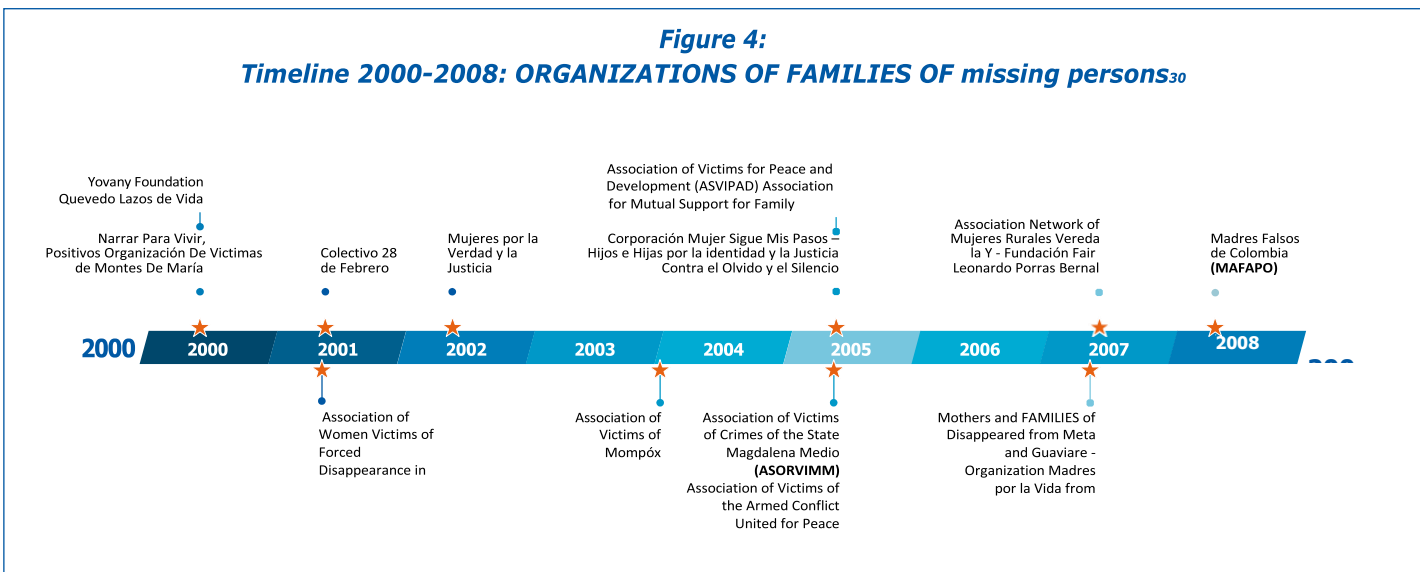 Figure 4:
Timeline 2000-2008: ORGANIZATIONS OF FAMILIES OF missing persons30
Yovany Foundation
Quevedo Lazos de Vida
Narrar Para Vivir,
Positivos Organización De Victimas
de Montes De María
Colectivo 28
de Febrero
Mujeres por la
Verdad y la
Justicia
Association of Victims for Peace and
Development (ASVIPAD) Association
for Mutual Support for Family
Corporación Mujer Sigue Mis Pasos –
Hijos e Hijas por la identidad y la Justicia
Contra el Olvido y el Silencio
Association Network of
Mujeres Rurales Vereda
la Y - Fundación Fair
Leonardo Porras Bernal
Madres Falsos
de Colombia
(MAFAPO)
2000
2000
2001
2002
2003
2004
2005
2006
2007
2008
Association of
Women Victims of
Forced
Disappearance in
Association of
Victims of
Mompóx
Association of Victims
of Crimes of the State
Magdalena Medio
(ASORVIMM)
Association of Victims of
the Armed Conflict
United for Peace
Mothers and FAMILIES of
Disappeared from Meta
and Guaviare -
Organization Madres
por la Vida from